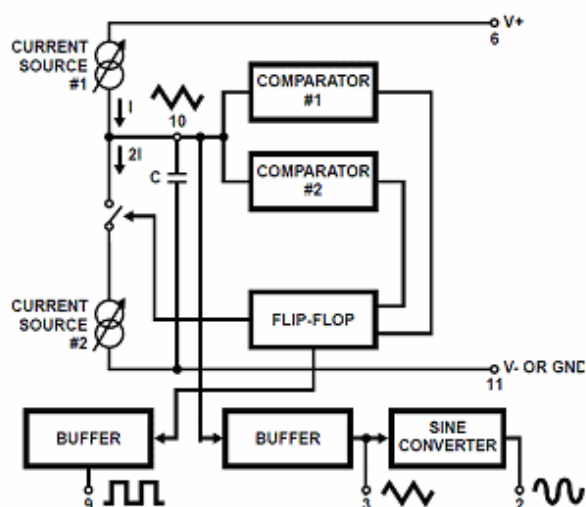 V+
6
CURRENT
SOURCE
#1
I
10
COMPARATOR
#1
2I
C
COMPARATOR
#2
CURRENT
SOURCE
#2
FLIP-FLOP
V- OR GND
11
BUFFER
BUFFER
SINE
CONVERTER
9
3
2